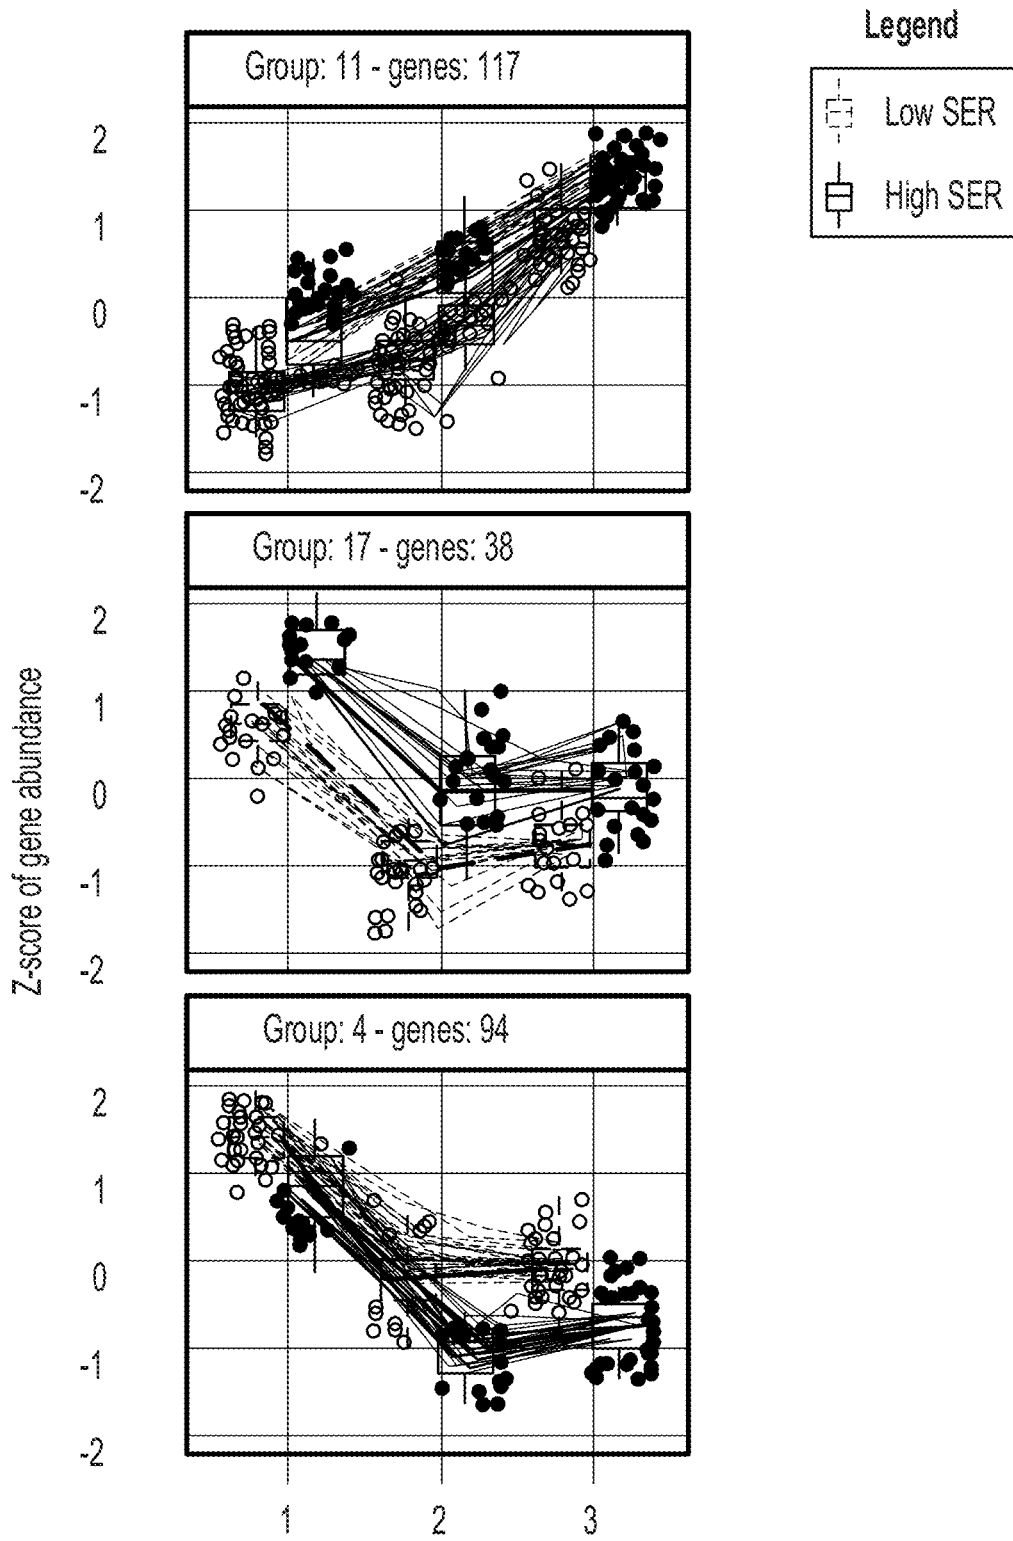 Legend
Low SER
High SER
Group: 11 - genes: 117
2
1
0
-1
-2
Group: 17 - genes: 38
2
1
0
-1
-2
Z-score of gene abundance
Group: 4 - genes: 94
2
1
0
-1
-2
1 2 3